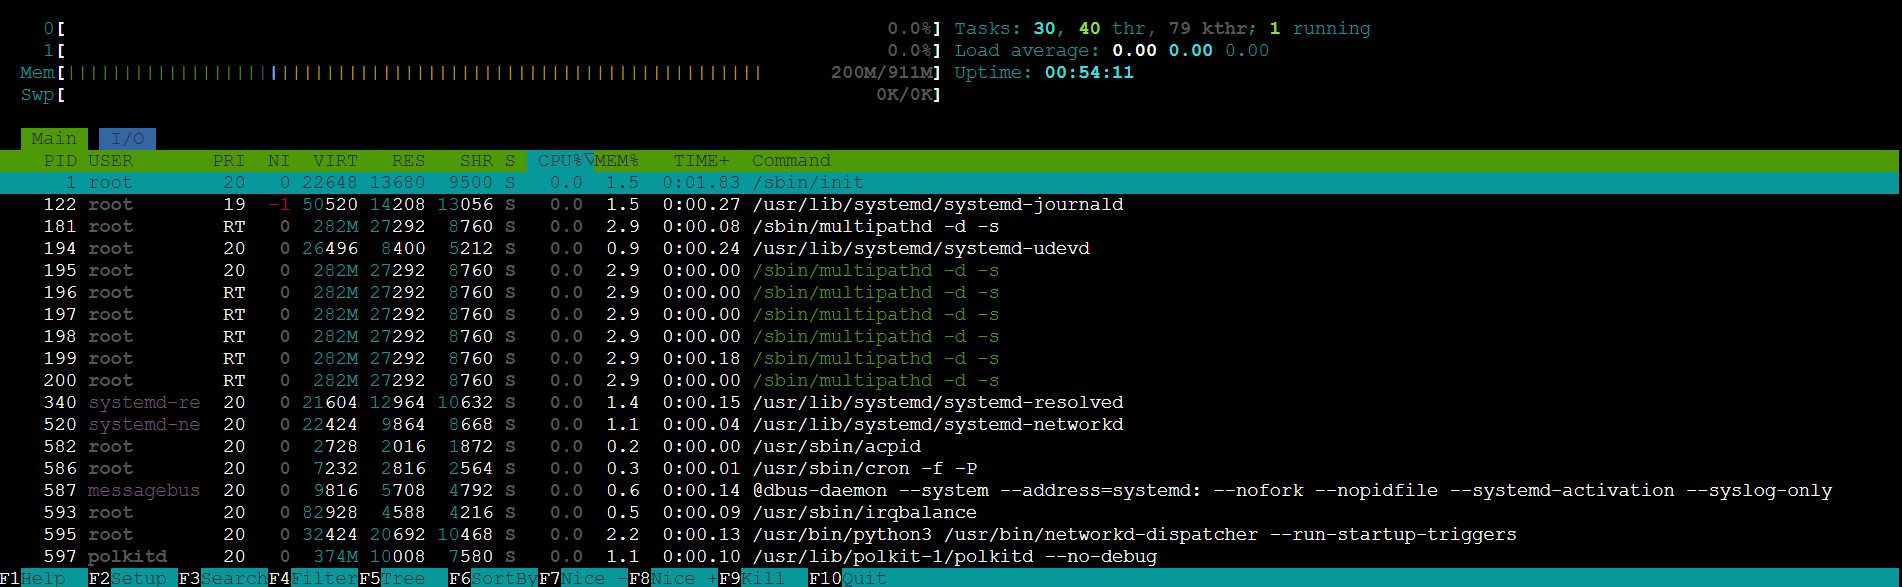 0[ 0.0%] Tasks: 30, 40 thr, 79 kthr; 1 running
1[ 0.0%] Load average: 0.00 0.00 0.00
Mem[||||||||||||||||||||||||||||||||||||||||||||||||||||||||||||||| 200M/911M] Uptime: 00:54:11
Swp[ 0K/0K]
Main I/O
PID USER PRI NI VIRT RES SHR S CPU%▽MEM% TIME+ Command
1 root 20 0 22648 13680 9500 S 0.0 1.5 0:01.83 /sbin/init
122 root 19 -1 50520 14208 13056 S 0.0 1.5 0:00.27 /usr/lib/systemd/systemd-journald
181 root RT 0 282M 27292 8760 S 0.0 2.9 0:00.08 /sbin/multipathd -d -s
194 root 20 0 26496 8400 5212 S 0.0 0.9 0:00.24 /usr/lib/systemd/systemd-udevd
195 root 20 0 282M 27292 8760 S 0.0 2.9 0:00.00 /sbin/multipathd -d -s
196 root RT 0 282M 27292 8760 S 0.0 2.9 0:00.00 /sbin/multipathd -d -s
197 root RT 0 282M 27292 8760 S 0.0 2.9 0:00.00 /sbin/multipathd -d -s
198 root RT 0 282M 27292 8760 S 0.0 2.9 0:00.00 /sbin/multipathd -d -s
199 root RT 0 282M 27292 8760 S 0.0 2.9 0:00.18 /sbin/multipathd -d -s
200 root RT 0 282M 27292 8760 S 0.0 2.9 0:00.00 /sbin/multipathd -d -s
340 systemd-re 20 0 21604 12964 10632 S 0.0 1.4 0:00.15 /usr/lib/systemd/systemd-resolved
520 systemd-ne 20 0 22424 9864 8668 S 0.0 1.1 0:00.04 /usr/lib/systemd/systemd-networkd
582 root 20 0 2728 2016 1872 S 0.0 0.2 0:00.00 /usr/sbin/acpid
586 root 20 0 7232 2816 2564 S 0.0 0.3 0:00.01 /usr/sbin/cron -f -P
587 messagebus 20 0 9816 5708 4792 S 0.0 0.6 0:00.14 @dbus-daemon --system --address=systemd: --nofork --nopidfile --systemd-activation --syslog-only
593 root 20 0 82928 4588 4216 S 0.0 0.5 0:00.09 /usr/sbin/irqbalance
595 root 20 0 32424 20692 10468 S 0.0 2.2 0:00.13 /usr/bin/python3 /usr/bin/networkd-dispatcher --run-startup-triggers
597 polkitd 20 0 374M 10008 7580 S 0.0 1.1 0:00.10 /usr/lib/polkit-1/polkitd --no-debug
F1Help F2Setup F3SearchF4FilterF5Tree F6SortByF7Nice -F8Nice +F9Kill F10Quit